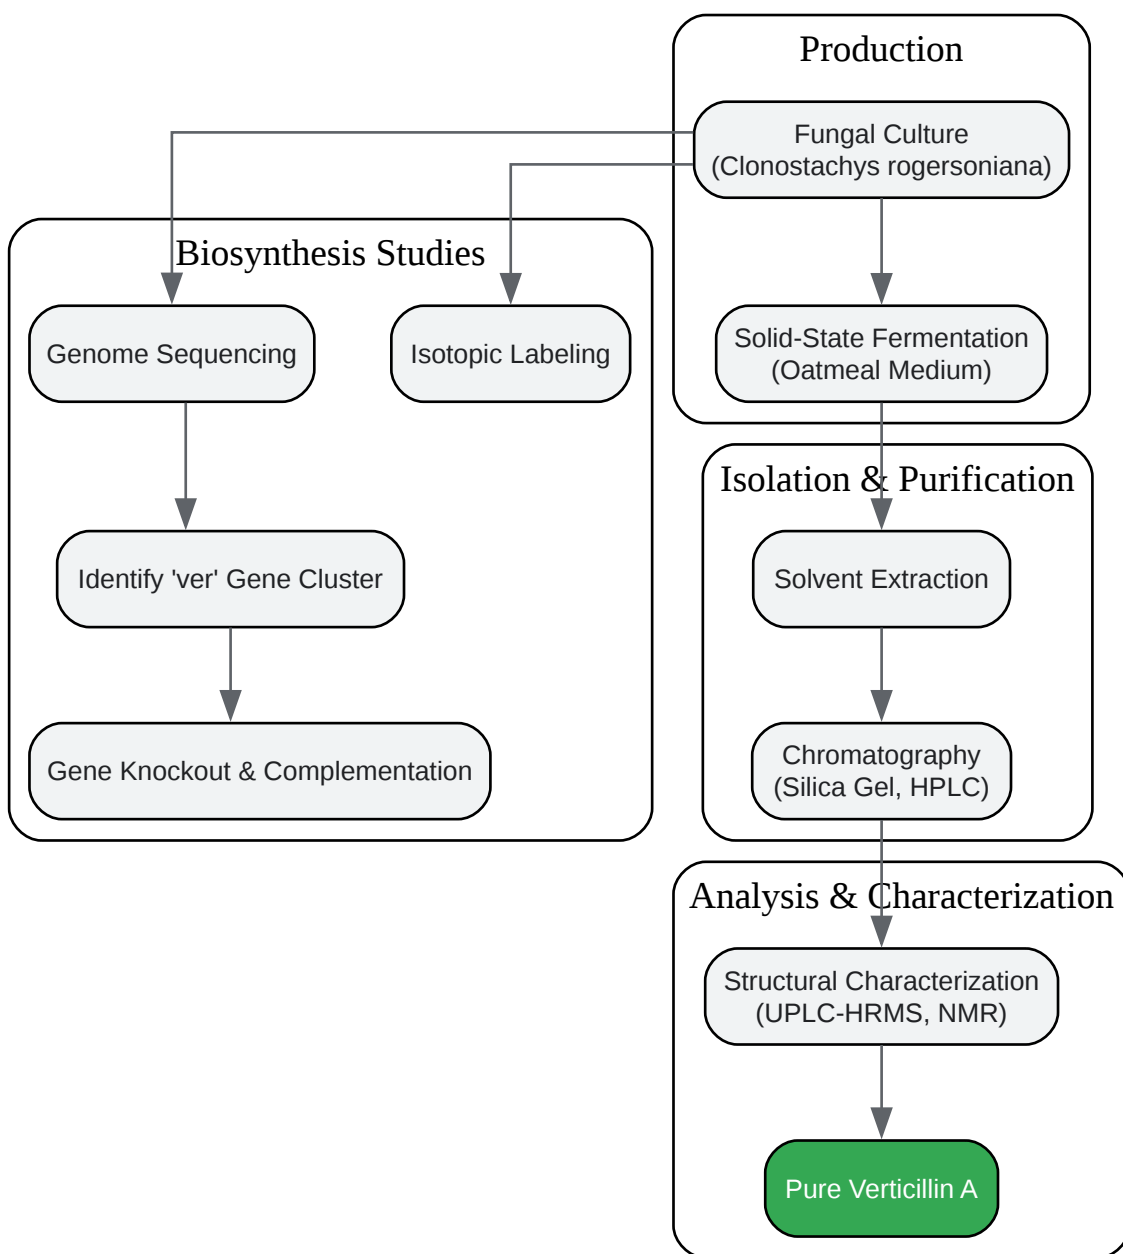 Production
Fungal Culture
(Clonostachys rogersoniana)
Solid-State Fermentation
(Oatmeal Medium)
Biosynthesis Studies
Genome Sequencing
Isotopic Labeling
Identify 'ver' Gene Cluster
Gene Knockout & Complementation
Isolation & Purification
Solvent Extraction
Chromatography
(Silica Gel, HPLC)
Analysis & Characterization
Structural Characterization
(UPLC-HRMS, NMR)
Pure Verticillin A